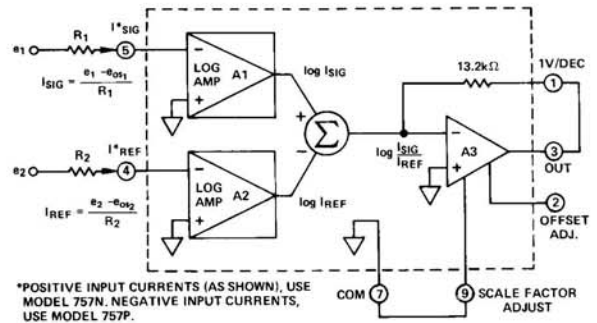 e1
R1
I*SIG
5
ISIG = e1 – eos1
R1
LOG
AMP
A1
–
+
log ISIG
+
–
Σ
13.2kΩ
1V/DEC
1
–
+
A3
3
OUT
log ISIG
IREF
2
OFFSET
ADJ.
e2
R2
I*REF
4
IREF = e2 – eos2
R2
LOG
AMP
A2
–
+
log IREF
COM
7
9
SCALE FACTOR
ADJUST
*POSITIVE INPUT CURRENTS (AS SHOWN), USE
MODEL 757N. NEGATIVE INPUT CURRENTS,
USE MODEL 757P.